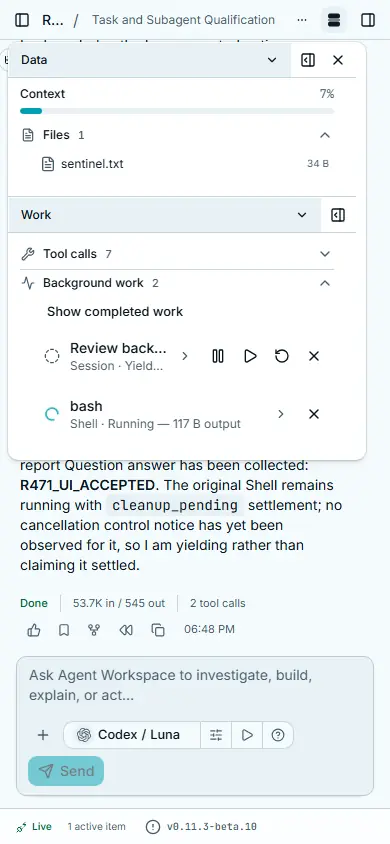 R... / Task and Subagent Qualification ...
Data
Context 7%
Files 1
sentinel.txt 34 B
Work
Tool calls 7
Background work 2
Show completed work
Review back...
Session · Yield...
bash
Shell · Running — 117 B output
report Question answer has been collected:
R471_UI_ACCEPTED. The original Shell remains
running with cleanup_pending settlement; no
cancellation control notice has yet been
observed for it, so I am yielding rather than
claiming it settled.
Done 53.7K in / 545 out 2 tool calls
06:48 PM
Ask Agent Workspace to investigate, build,
explain, or act...
Codex / Luna
Send
Live 1 active item v0.11.3-beta.10